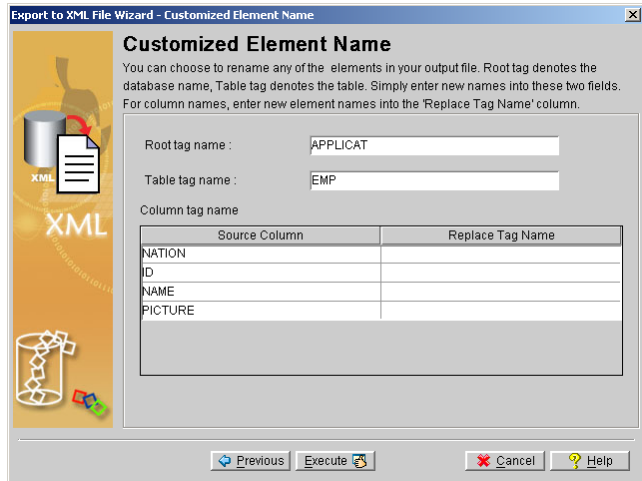 Export to XML File Wizard - Customized Element Name
Customized Element Name
You can choose to rename any of the elements in your output file. Root tag denotes the
database name, Table tag denotes the table. Simply enter new names into these two fields.
For column names, enter new element names into the 'Replace Tag Name' column.
XML
XML
Root tag name :
APPLICAT
Table tag name :
EMP
Column tag name
Source Column
Replace Tag Name
NATION
ID
NAME
PICTURE
Previous
Execute
Cancel
Help